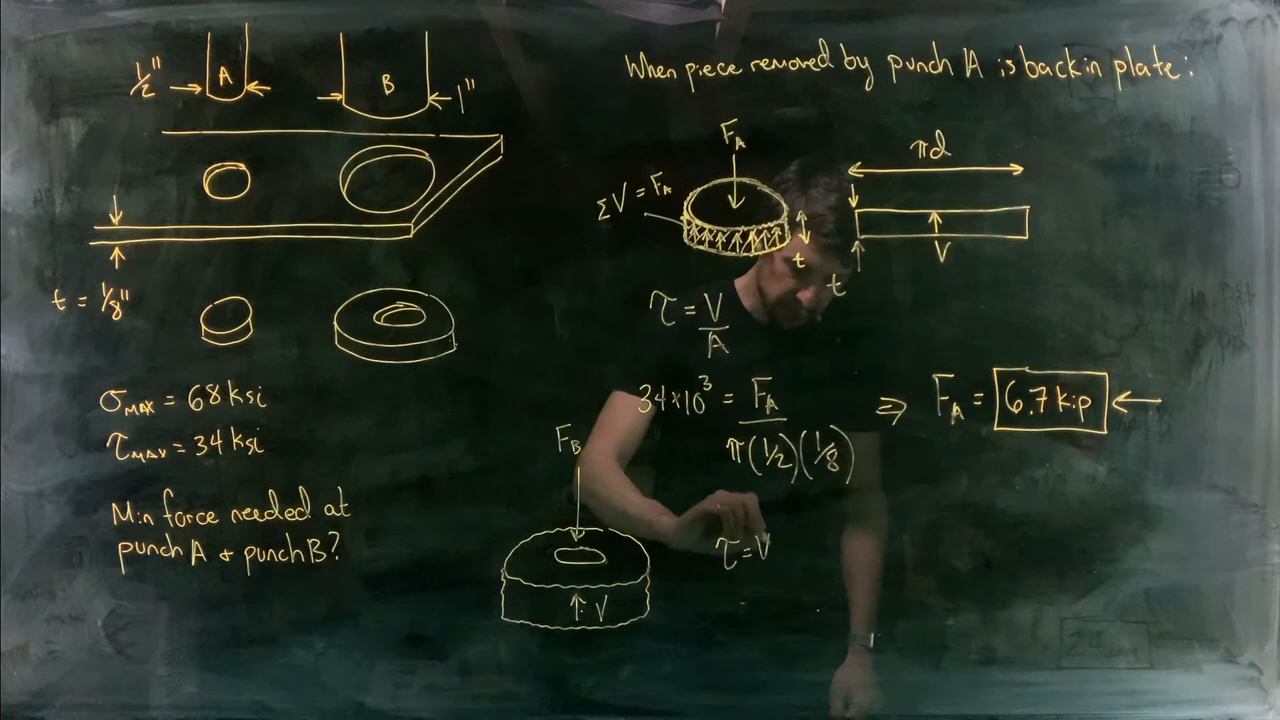 1/2" A B 1"
t = 1/8"
σMAX = 68 ksi
τMAX = 34 ksi
Min force needed at
punch A + punch B?
When piece removed by punch A is back in plate:
FA
ΣV = FA
t
πd
V
t
τ = V/A
34×10³ = FA/π(1/2)(1/8) ⇒ FA = 6.7 kip
FB
V
τ = V